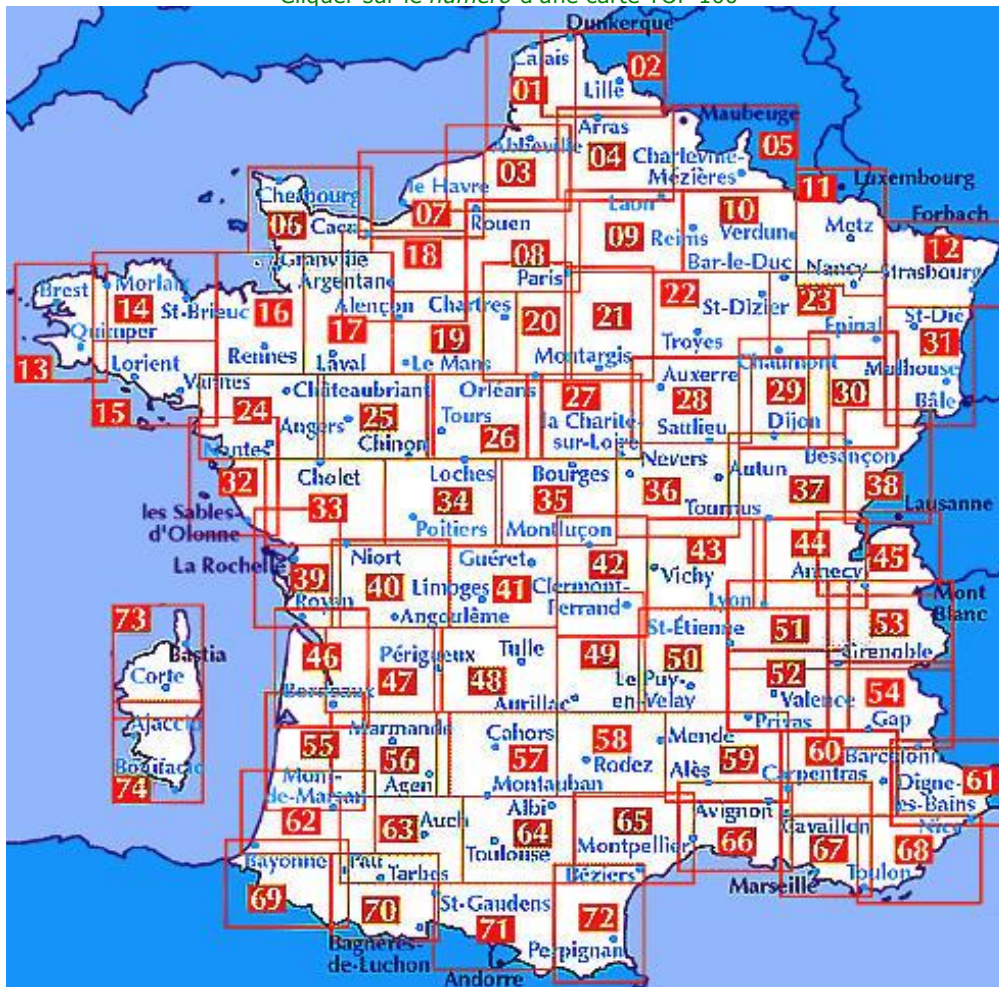 Cliquer sur le numéro d'une carte TOP 100
Dunkerque
Calais
02
01
Lille
Maubeuge
Arras
Abbeville
05
03
04
Charleville-
Mézières
11
Luxembourg
Cherbourg
le Havre
07
Rouen
Laon
10
Forbach
06
Caen
18
08
09
Reims
Verdun
Metz
12
Granville
Paris
Bar-le-Duc
Nancy
Strasbourg
Brest
Morlaix
14
St-Brieuc
16
Argentan
Alençon
Chartres
20
21
22
St-Dizier
23
Epinal
St-Dié
31
Quimper
17
19
Troyes
13
Lorient
Rennes
Laval
Le Mans
Montargis
Chaumont
Mulhouse
15
Vannes
Châteaubriant
Orléans
27
Auxerre
28
29
30
Bâle
24
Angers
25
Tours
26
la Charité-
sur-Loire
Saulieu
Dijon
Nantes
Chinon
Besançon
32
Cholet
Loches
Bourges
Nevers
Autun
38
33
34
35
36
37
Lausanne
les Sables-
d'Olonne
Poitiers
Montluçon
Tournus
La Rochelle
Niort
Guéret
42
43
44
45
39
40
Limoges
41
Clermont-
Ferrand
Vichy
Annecy
Mont
Blanc
Royan
Angoulême
Lyon
73
St-Étienne
51
53
Bastia
46
Périgueux
Tulle
49
50
Grenoble
Corte
47
48
Le Puy-
en-Velay
52
Valence
54
Bordeaux
Aurillac
Privas
Gap
Ajaccio
55
Marmande
56
Cahors
57
58
Mende
59
60
Barcelonn
Bonifacio
Mont-
de-Marsan
Agen
Montauban
Rodez
Alès
Carpentras
Digne-
les-Bains
61
74
62
63
Auch
Albi
64
65
Avignon
66
Cavaillon
67
Nice
68
Toulouse
Montpellier
Bayonne
Pau
Tarbes
Béziers
Marseille
Toulon
69
70
St-Gaudens
71
72
Bagnères-
de-Luchon
Perpignan
Andorre